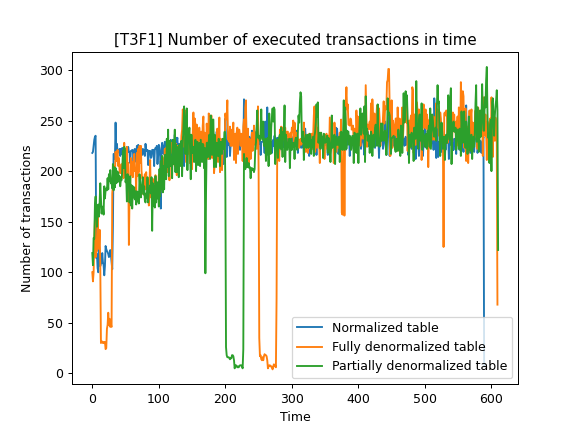 [T3F1] Number of executed transactions in time
300
250
200
150
100
50
0
Number of transactions
0 100 200 300 400 500 600
Time
Normalized table
Fully denormalized table
Partially denormalized table